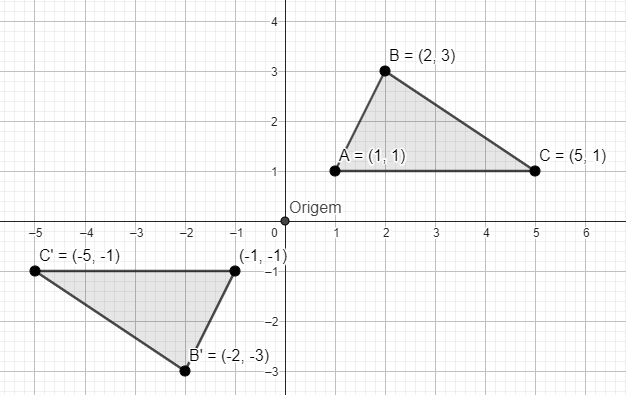 4
B = (2, 3)
3
2
A = (1, 1)
C = (5, 1)
1
Origem
−5 −4 −3 −2 −1 0 1 2 3 4 5 6
C' = (-5, -1)
(-1, -1)
−1
−2
B' = (-2, -3)
−3